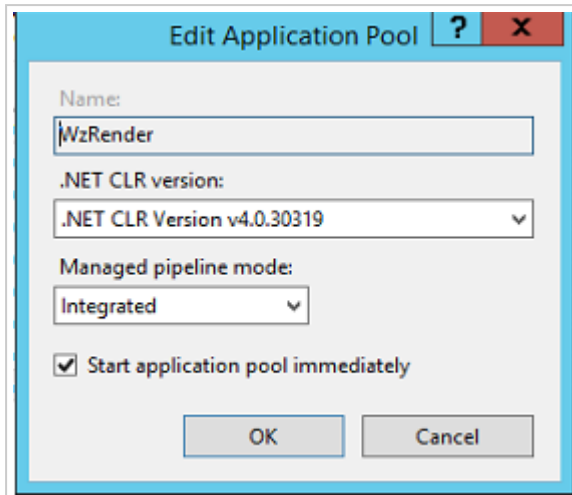 Edit Application Pool
?
x
Name:
WzRender
.NET CLR version:
.NET CLR Version v4.0.30319
Managed pipeline mode:
Integrated
Start application pool immediately
OK
Cancel